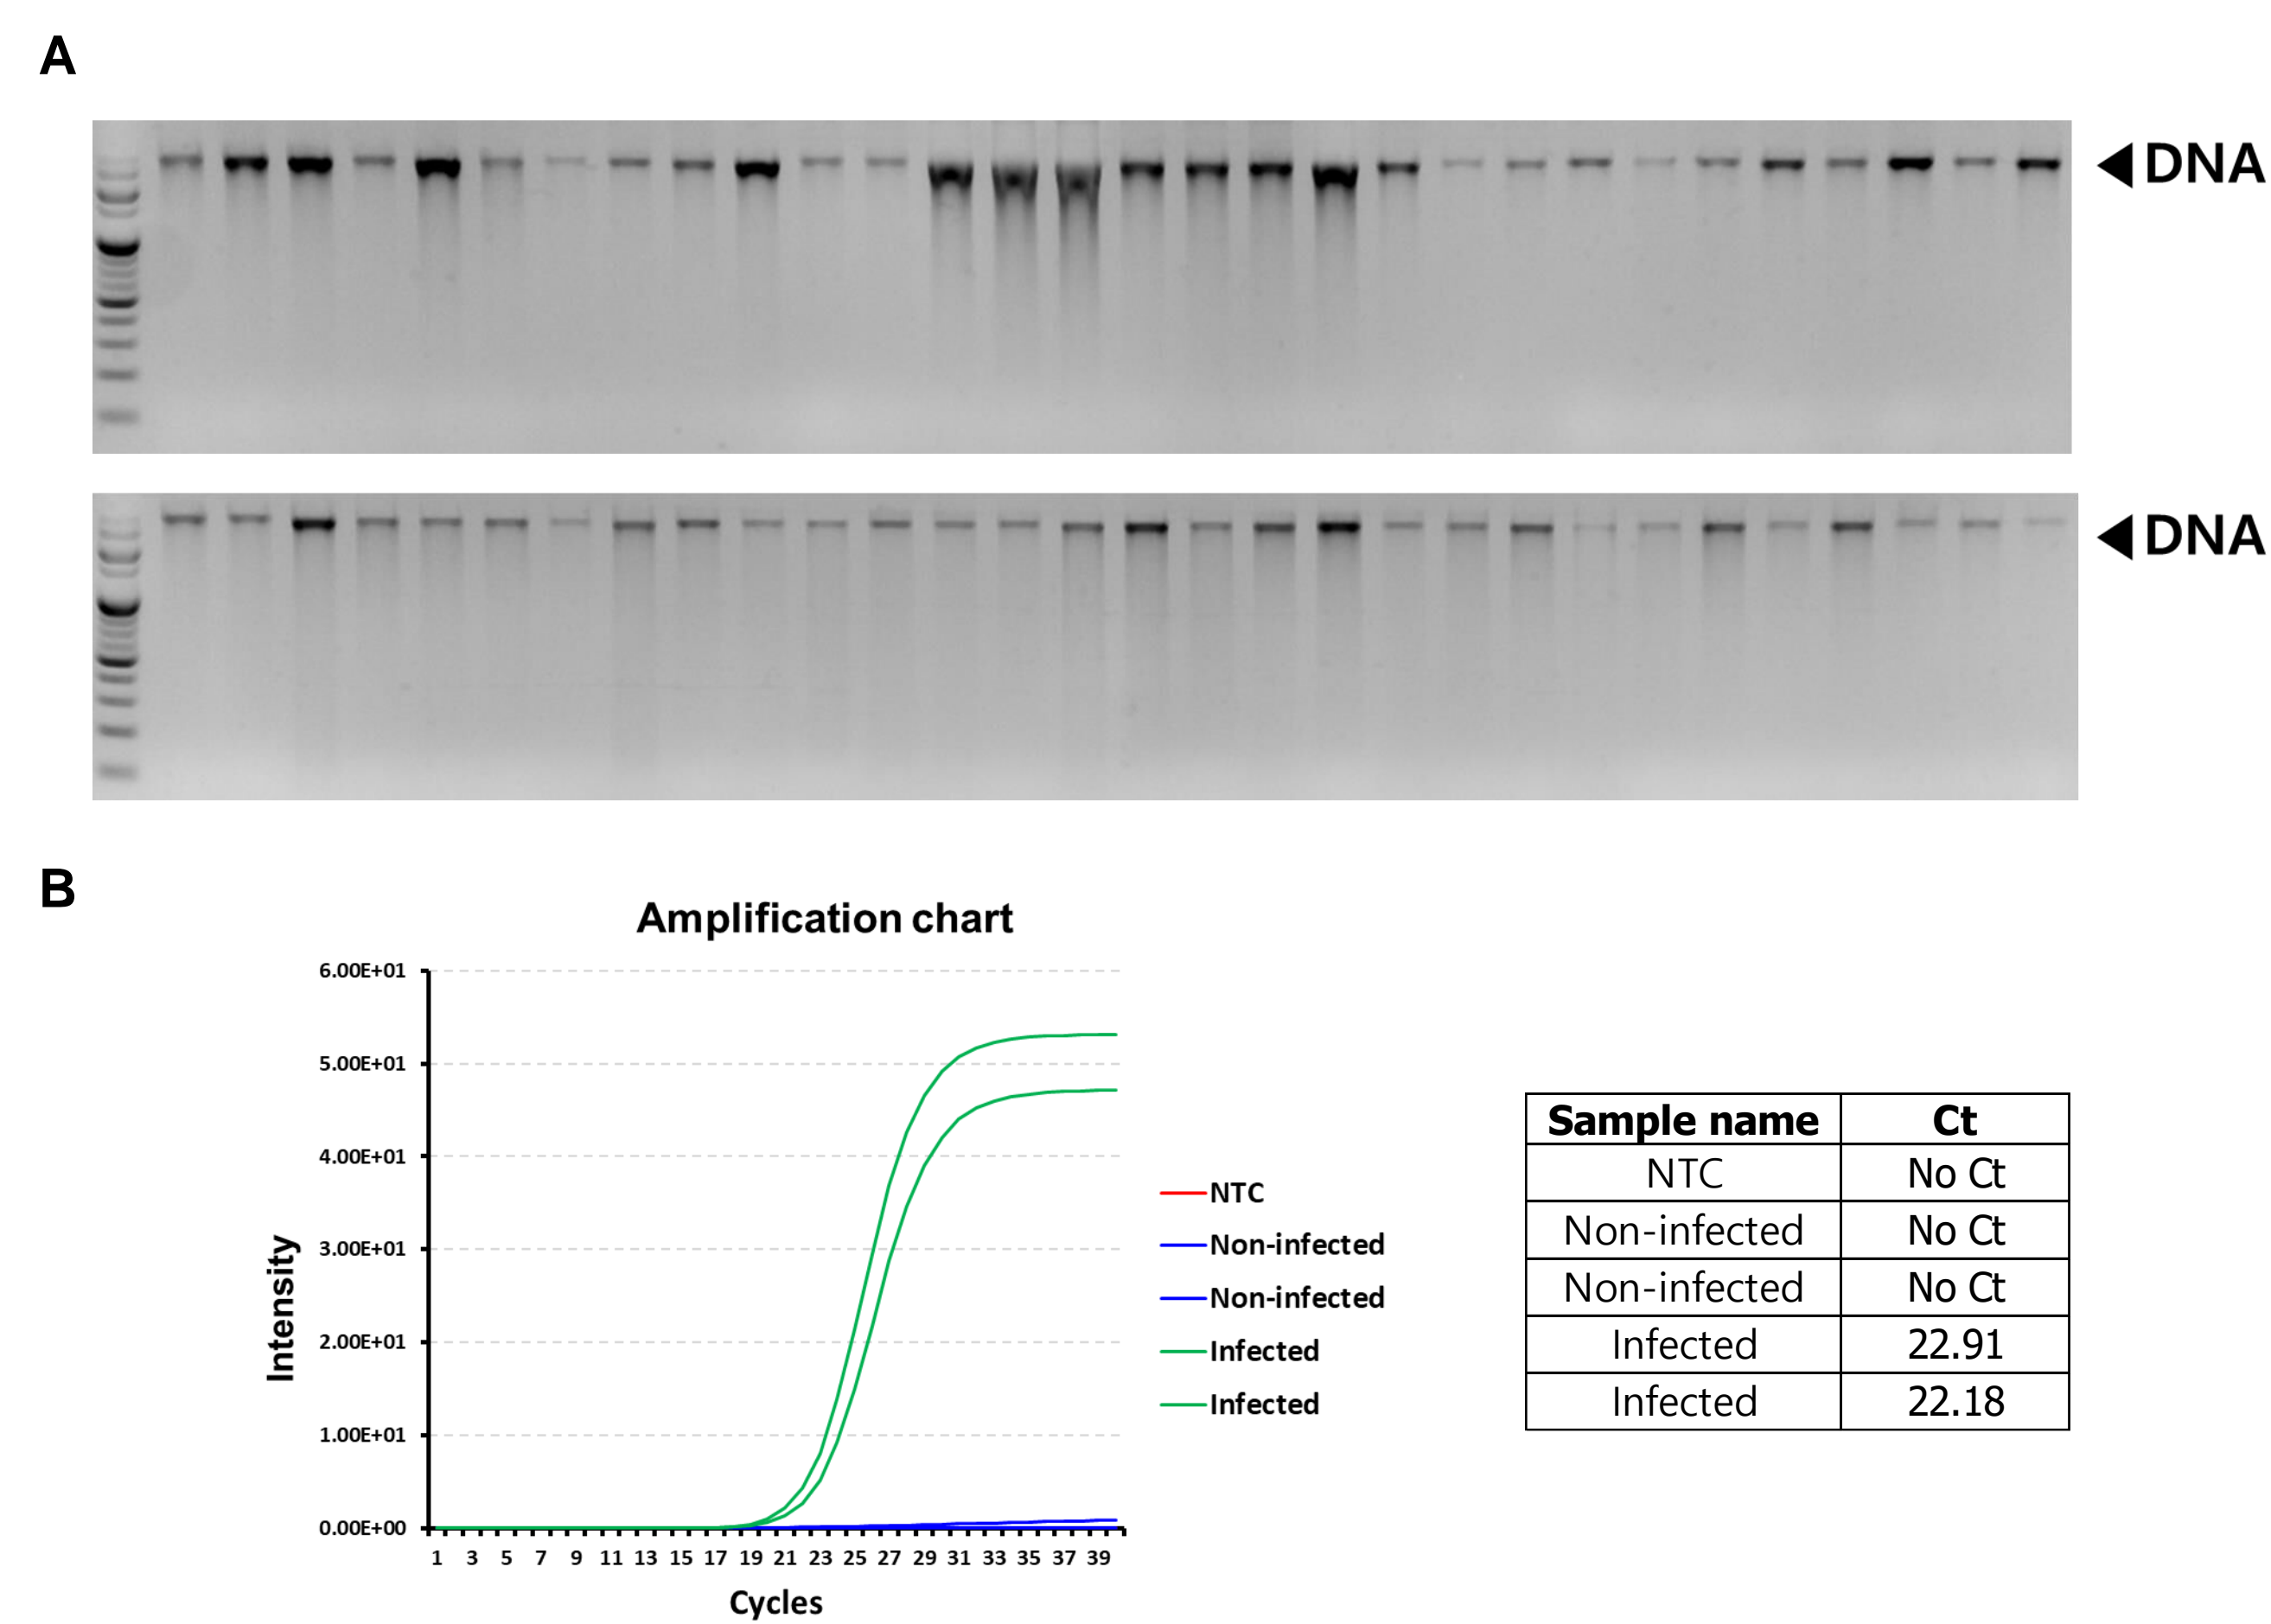 A
DNA
DNA
B
Amplification chart
6.00E+01
5.00E+01
4.00E+01
3.00E+01
2.00E+01
1.00E+01
0.00E+00
Intensity
1 3 5 7 9 11 13 15 17 19 21 23 25 27 29 31 33 35 37 39
Cycles
NTC
Non-infected
Non-infected
Infected
Infected
Sample name Ct
NTC No Ct
Non-infected No Ct
Non-infected No Ct
Infected 22.91
Infected 22.18